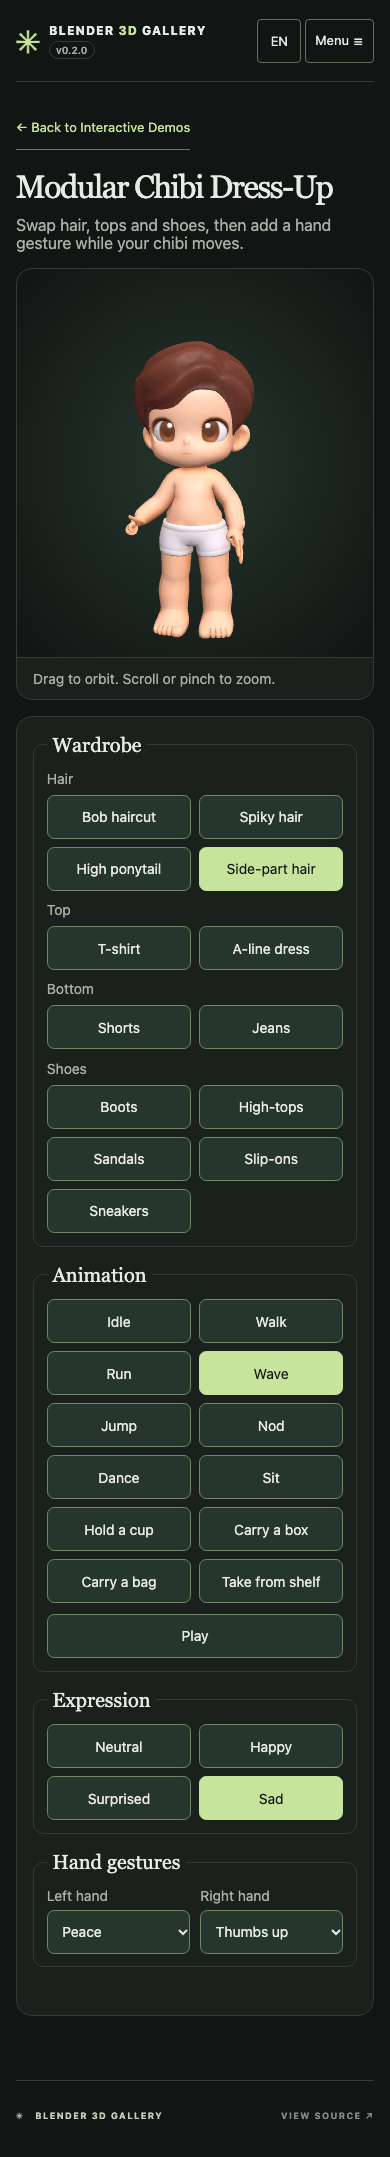 BLENDER 3D GALLERY
v0.2.0
EN
Menu ≡
← Back to Interactive Demos
Modular Chibi Dress-Up
Swap hair, tops and shoes, then add a hand
gesture while your chibi moves.
Drag to orbit. Scroll or pinch to zoom.
Wardrobe
Hair
Bob haircut
Spiky hair
High ponytail
Side-part hair
Top
T-shirt
A-line dress
Bottom
Shorts
Jeans
Shoes
Boots
High-tops
Sandals
Slip-ons
Sneakers
Animation
Idle
Walk
Run
Wave
Jump
Nod
Dance
Sit
Hold a cup
Carry a box
Carry a bag
Take from shelf
Play
Expression
Neutral
Happy
Surprised
Sad
Hand gestures
Left hand
Right hand
Peace
Thumbs up
BLENDER 3D GALLERY
VIEW SOURCE ↗